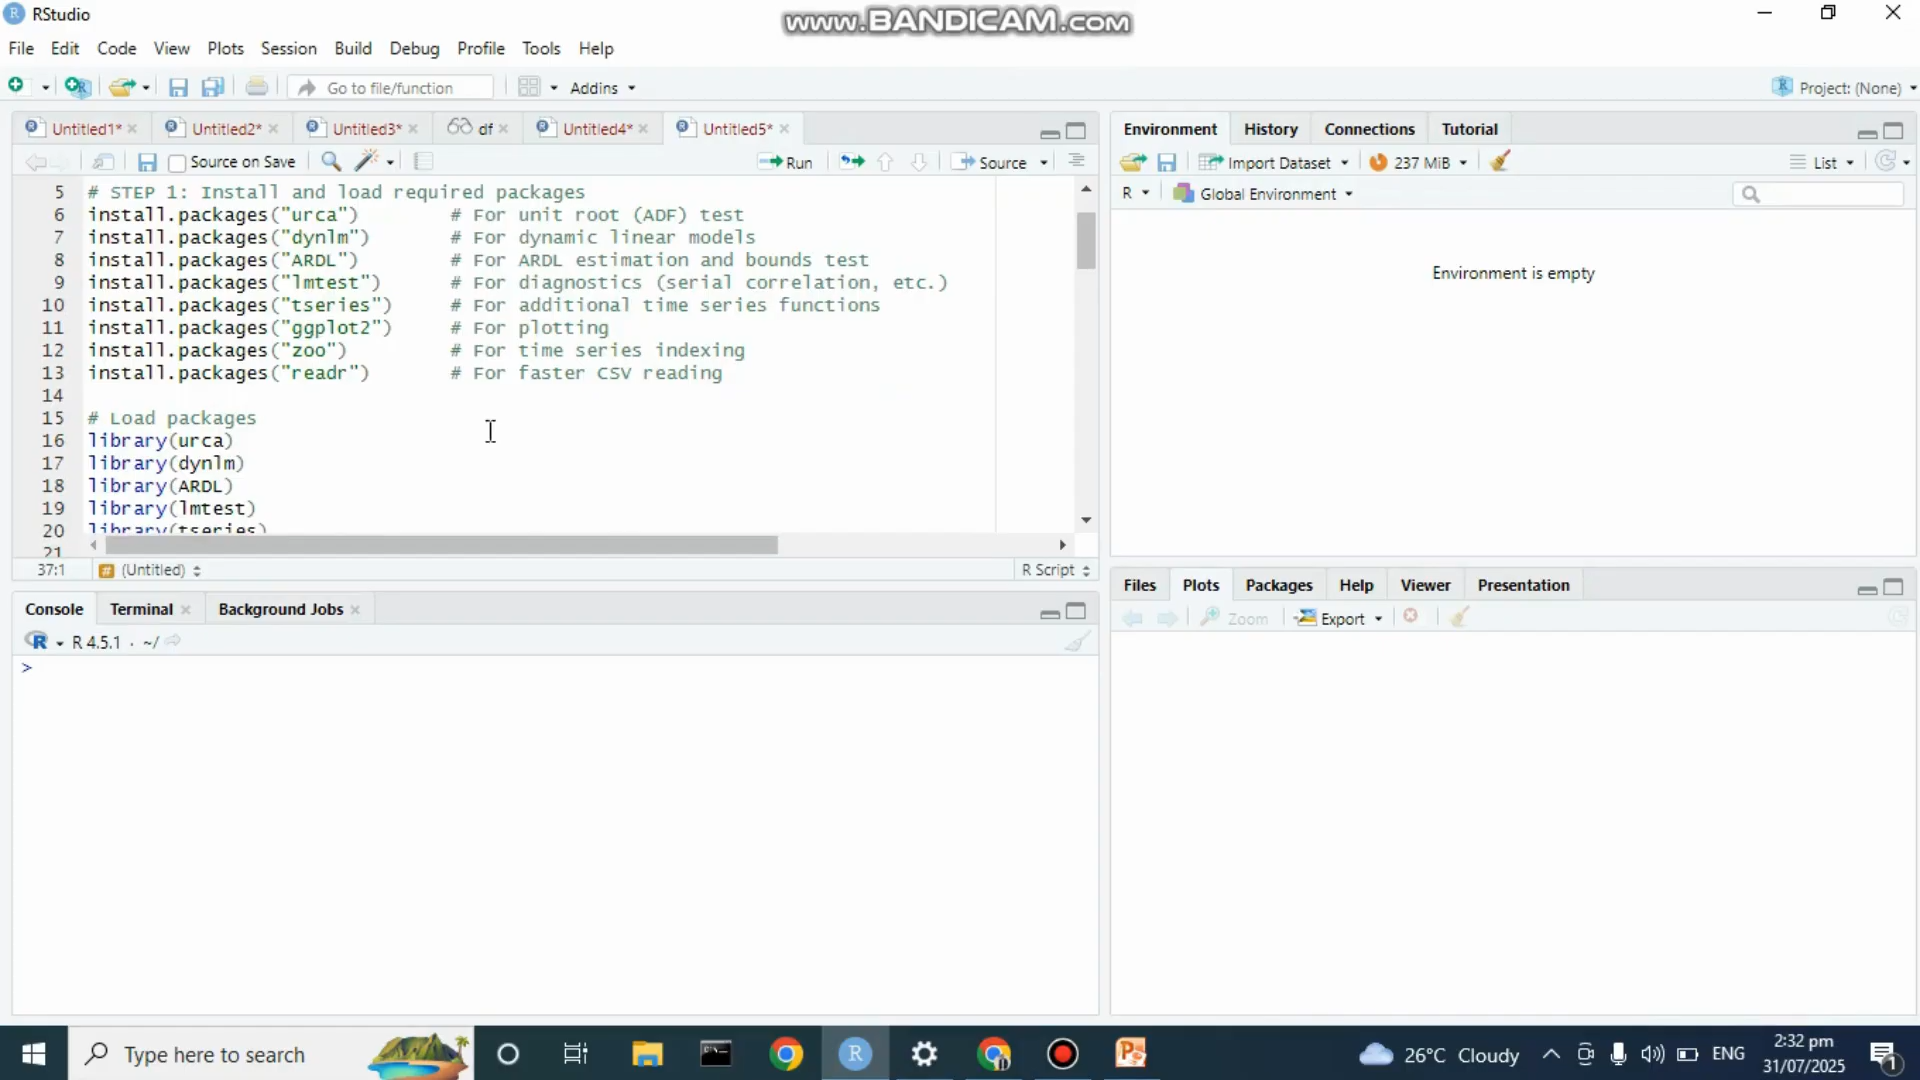 RStudio
www.BANDICAM.com
File Edit Code View Plots Session Build Debug Profile Tools Help
Go to file/function Addins Project: (None)
Untitled1* Untitled2* Untitled3* df Untitled4* Untitled5*
Source on Save Run Source
5 # STEP 1: Install and load required packages
6 install.packages("urca") # For unit root (ADF) test
7 install.packages("dynlm") # For dynamic linear models
8 install.packages("ARDL") # For ARDL estimation and bounds test
9 install.packages("lmtest") # For diagnostics (serial correlation, etc.)
10 install.packages("tseries") # For additional time series functions
11 install.packages("ggplot2") # For plotting
12 install.packages("zoo") # For time series indexing
13 install.packages("readr") # For faster CSV reading
14
15 # Load packages
16 library(urca)
17 library(dynlm)
18 library(ARDL)
19 library(lmtest)
20 library(tseries)
21
37:1 (Untitled) R Script
Console Terminal Background Jobs
R 4.5.1 · ~/
>
Environment History Connections Tutorial
Import Dataset 237 MiB List
R Global Environment
Environment is empty
Files Plots Packages Help Viewer Presentation
Zoom Export
Type here to search
26°C Cloudy ENG
2:32 pm
31/07/2025
1